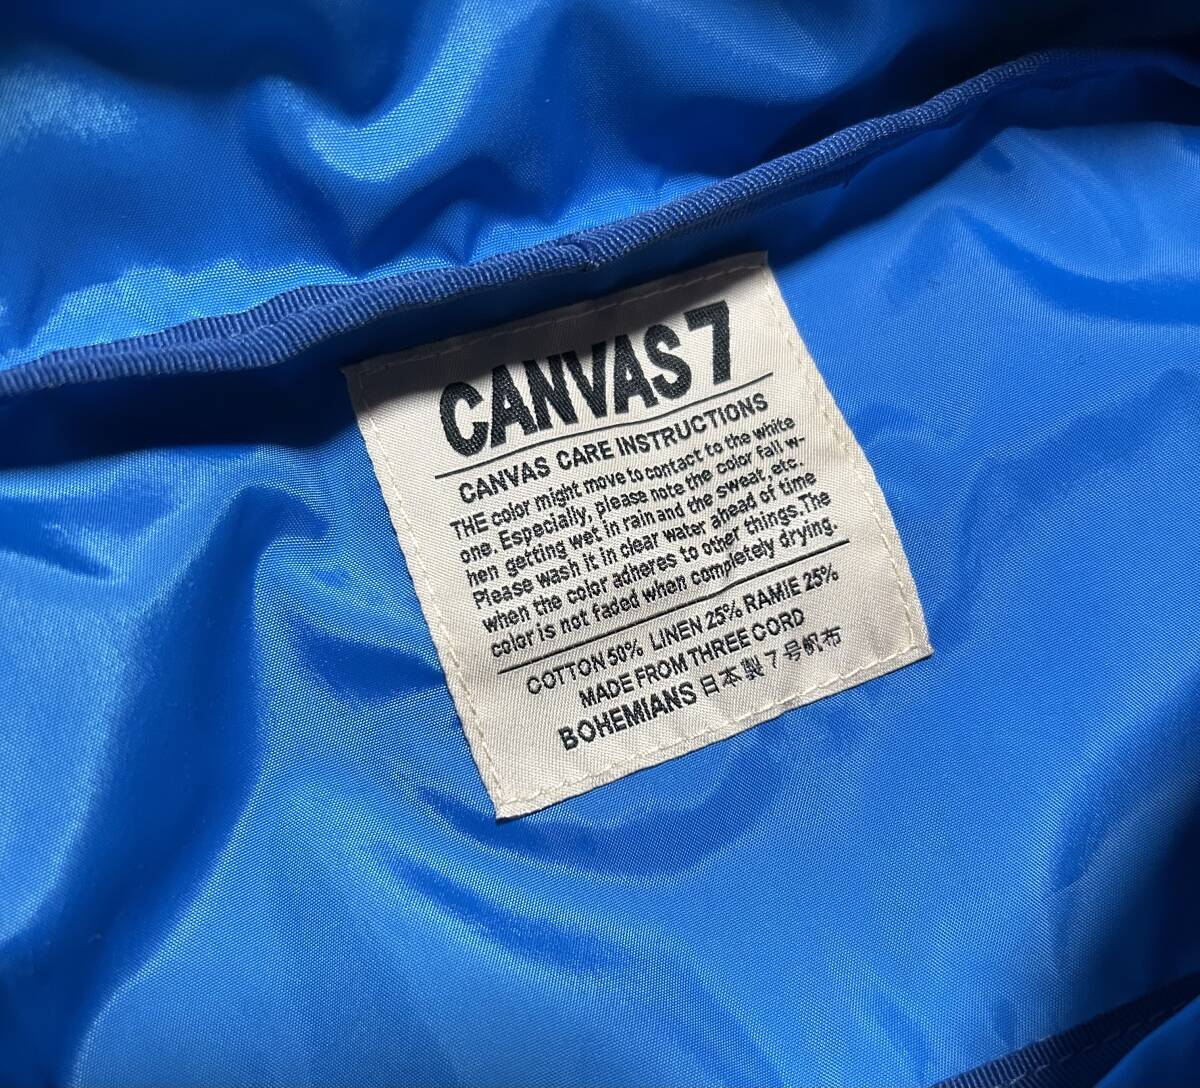 CANVAS 7
CANVAS CARE INSTRUCTIONS
THE color might move to contact to the white
one. Especially, please note the color fall w-
hen getting wet in rain and the sweat, etc.
Please wash it in clear water ahead of time
when the color adheres to other things.The
color is not faded when completely drying.
COTTON 50% LINEN 25% RAMIE 25%
MADE FROM THREE CORD
BOHEMIANS 日本製7号帆布